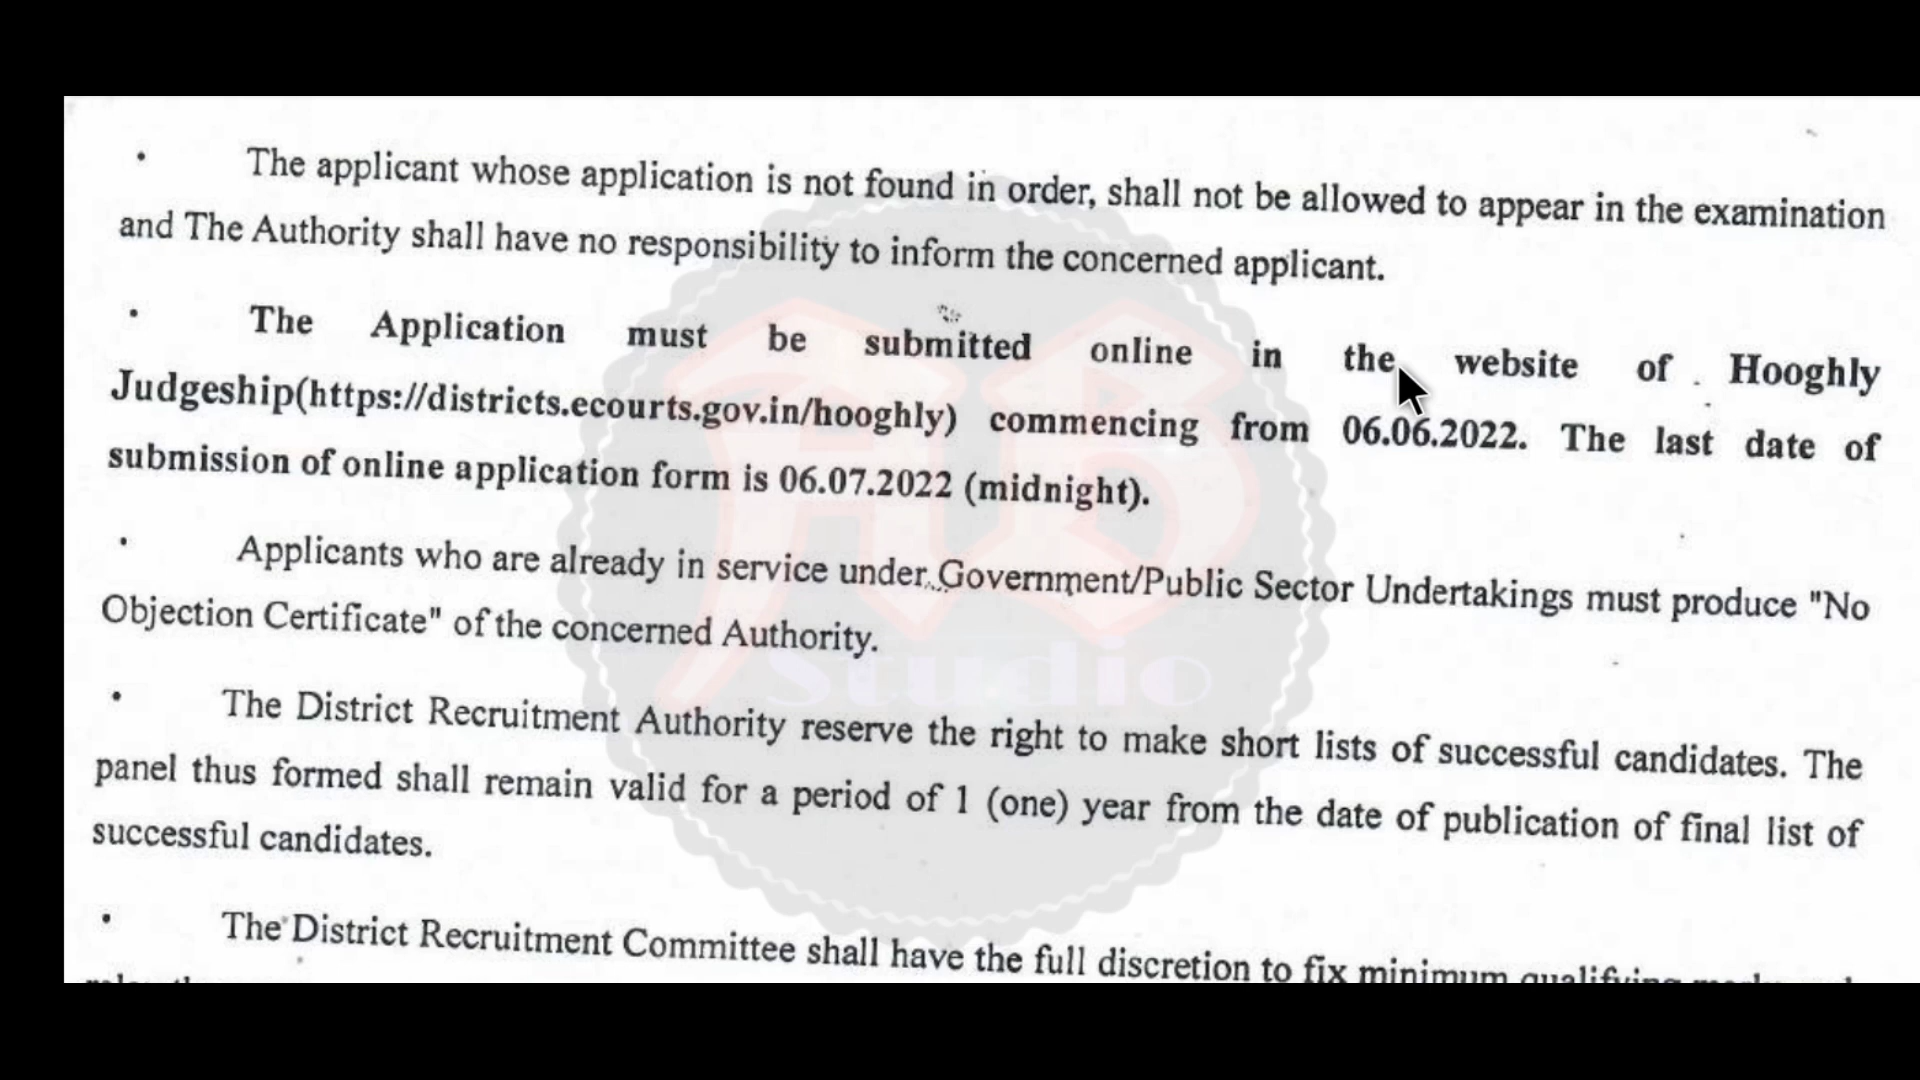 • The applicant whose application is not found in order, shall not be allowed to appear in the examination
and The Authority shall have no responsibility to inform the concerned applicant.
• The Application must be submitted online in the website of Hooghly
Judgeship(https://districts.ecourts.gov.in/hooghly) commencing from 06.06.2022. The last date of
submission of online application form is 06.07.2022 (midnight).
• Applicants who are already in service under Government/Public Sector Undertakings must produce "No
Objection Certificate" of the concerned Authority.
• The District Recruitment Authority reserve the right to make short lists of successful candidates. The
panel thus formed shall remain valid for a period of 1 (one) year from the date of publication of final list of
successful candidates.
• The District Recruitment Committee shall have the full discretion to fix minimum qualifying
AB
Studio